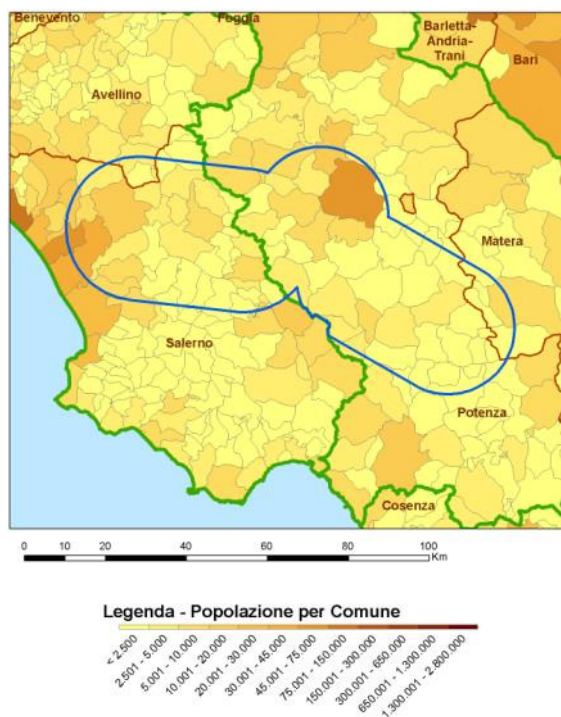 Benevento
Foggia
Barletta-
Andria-
Trani
Bari
Avellino
Matera
Salerno
Potenza
Cosenza
0 10 20 40 60 80 100
Km
Legenda - Popolazione per Comune
< 2.500
2.501 - 5.000
5.001 - 10.000
10.001 - 20.000
20.001 - 30.000
30.001 - 45.000
45.001 - 75.000
75.001 - 150.000
150.001 - 300.000
300.001 - 650.000
650.001 - 1.300.000
1.300.001 - 2.800.000